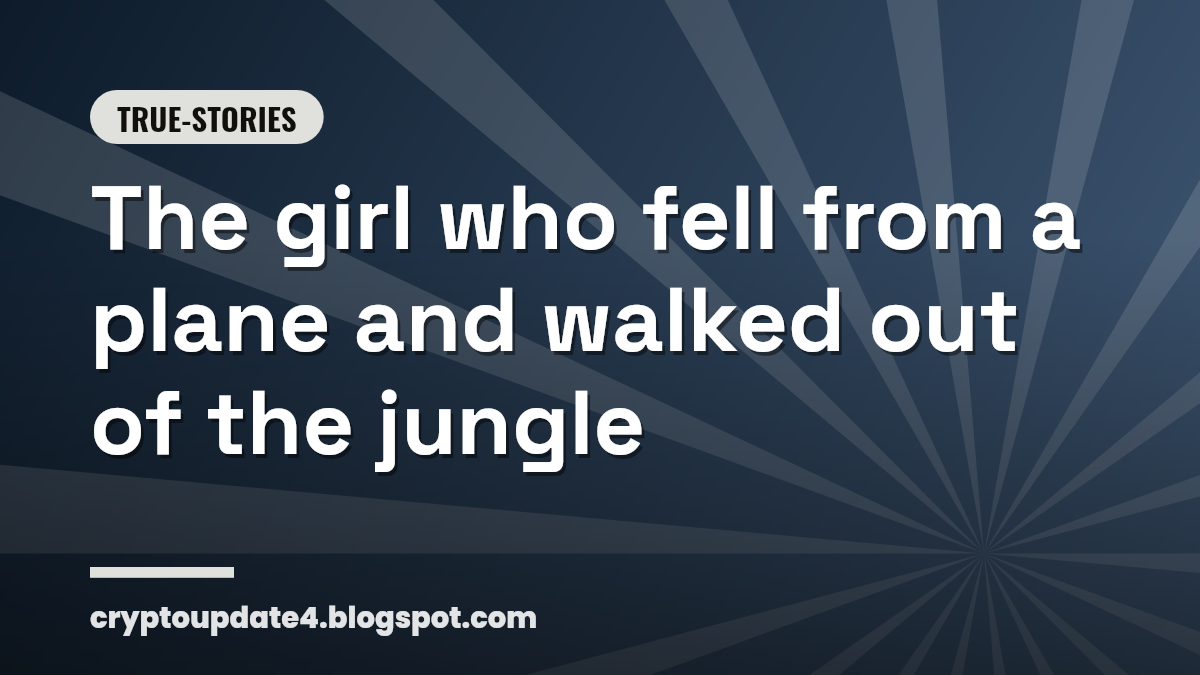 TRUE-STORIES
The girl who fell from a
plane and walked out
of the jungle
cryptoupdate4.blogspot.com